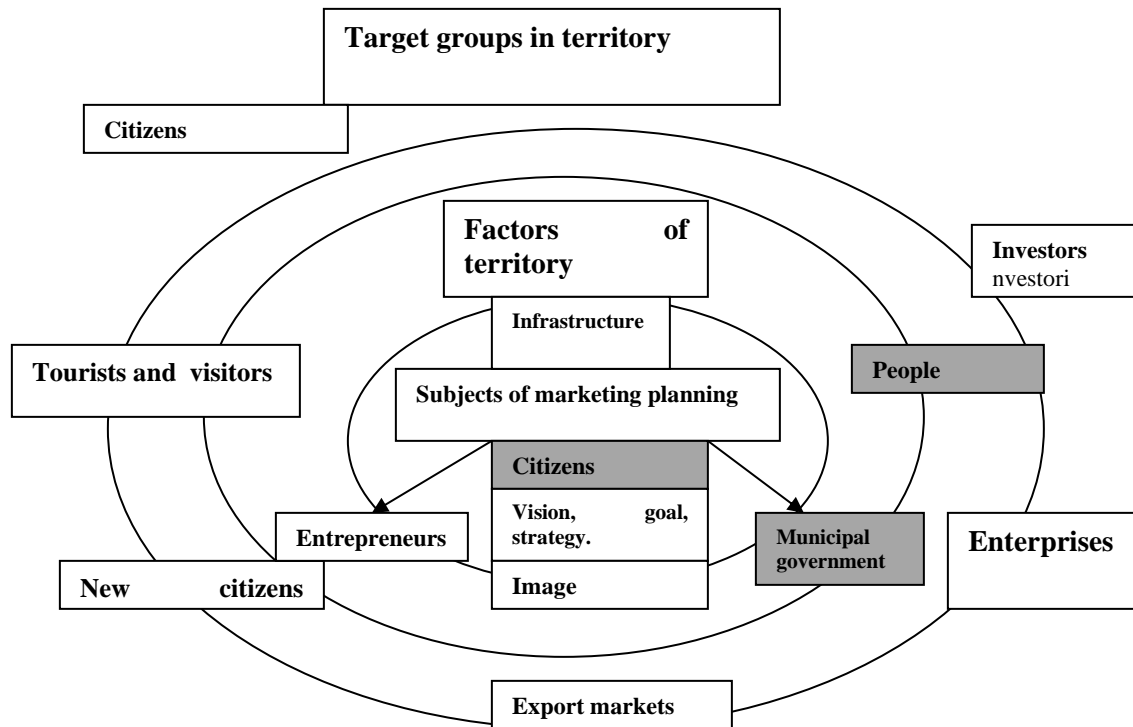 Target groups in territory
Citizens
Factors of
territory
Investors
nvestori
Infrastructure
Tourists and visitors
People
Subjects of marketing planning
Citizens
Vision, goal,
strategy.
Entrepreneurs
Municipal
government
Enterprises
New citizens
Image
Export markets